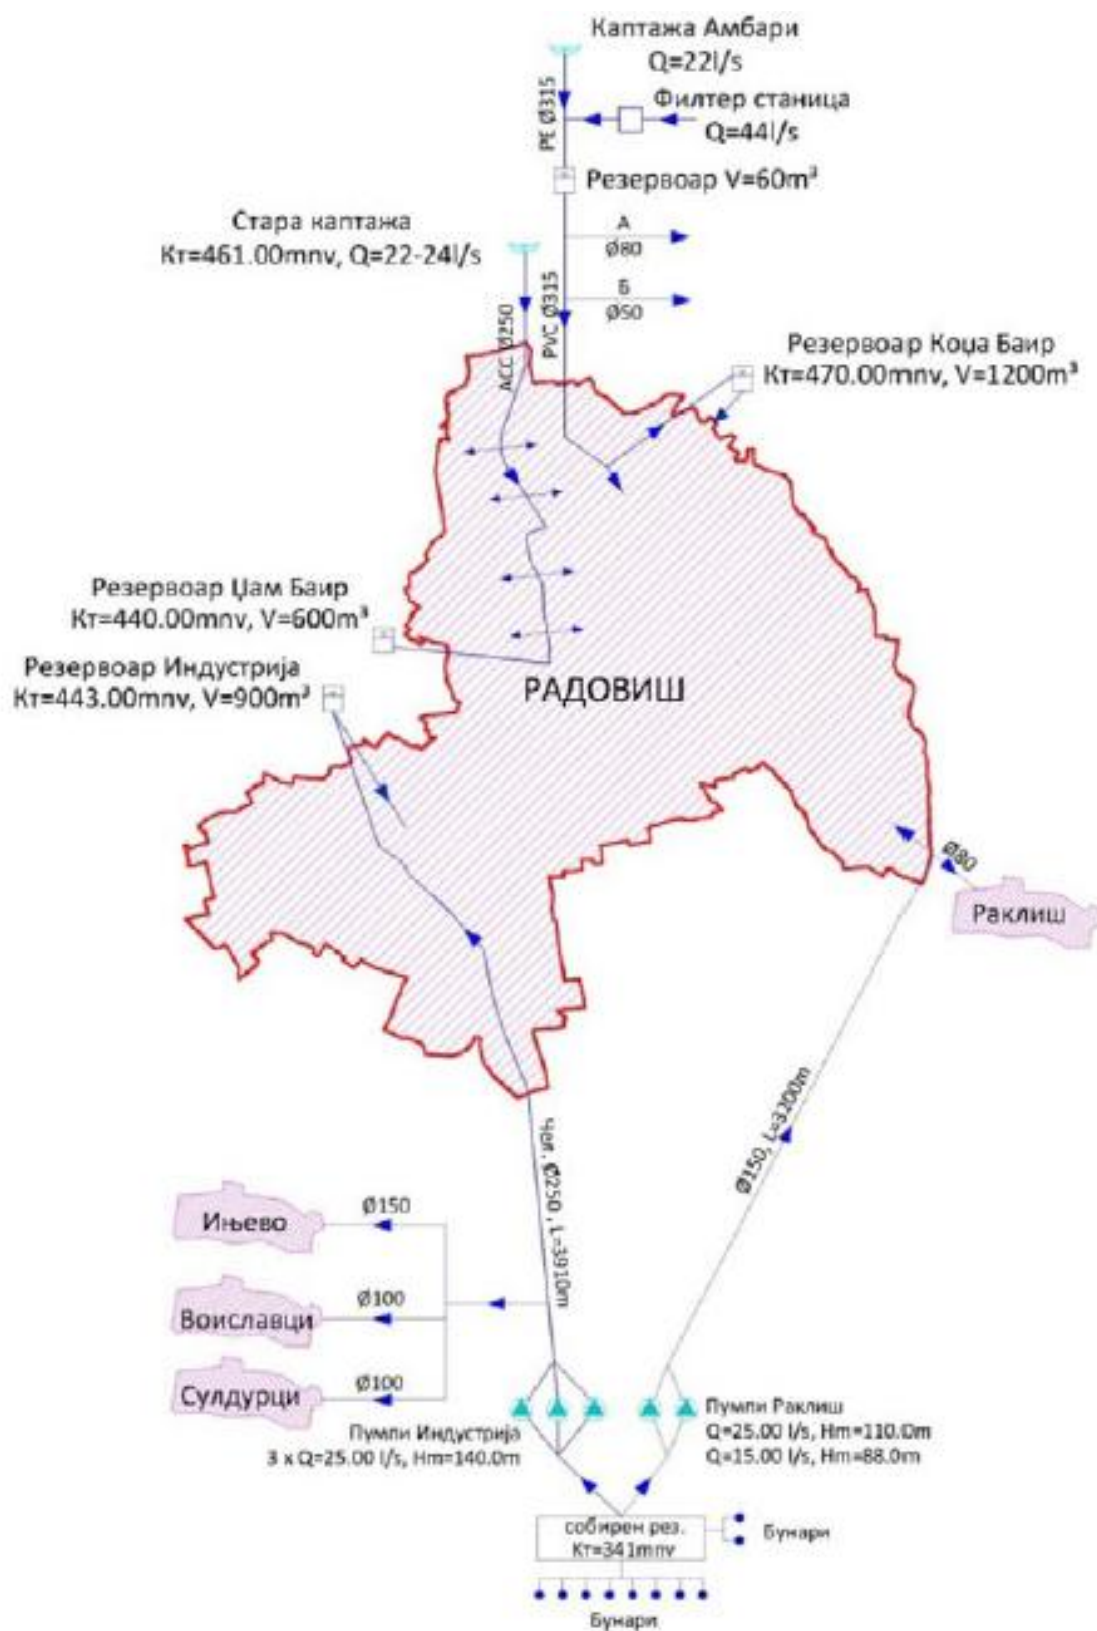 Каптажа Амбари
Q=22l/s
PE Ø315
Филтер станица
Q=44l/s
Резервоар V=60m³
Стара каптажа
Кт=461.00mnv, Q=22-24l/s
А
Ø80
Б
Ø50
PVC Ø315
ACC Ø250
Резервоар Коџа Баир
Кт=470.00mnv, V=1200m³
Резервоар Џам Баир
Кт=440.00mnv, V=600m³
Резервоар Индустрија
Кт=443.00mnv, V=900m³
РАДОВИШ
Ø80
Раклиш
Ø150, L=3200m
Чел. Ø250 , L=3910m
Ињево
Ø150
Воиславци
Ø100
Сулдурци
Ø100
Пумпи Индустрија
3 x Q=25.00 l/s, Hm=140.0m
Пумпи Раклиш
Q=25.00 l/s, Hm=110.0m
Q=15.00 l/s, Hm=88.0m
собирен рез.
Кт=341mnv
Бунари
Бунари